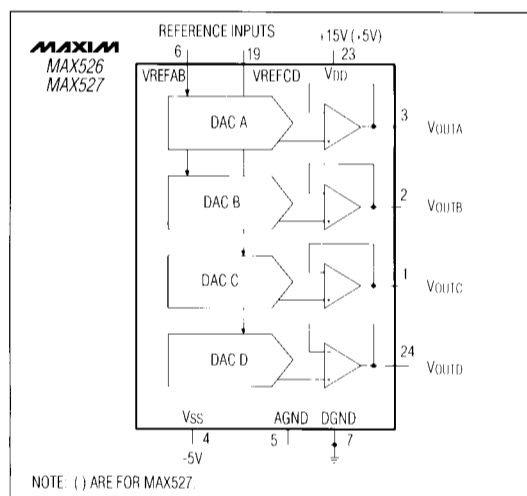 REFERENCE INPUTS +15V (+5V)
MAXIM 6 19 23
MAX526 VREFAB VREFCD VDD
MAX527
DAC A 3 VOUTA
DAC B 2 VOUTB
DAC C 1 VOUTC
DAC D 24 VOUTD
VSS AGND DGND
4 5 7
-5V
NOTE: ( ) ARE FOR MAX527.